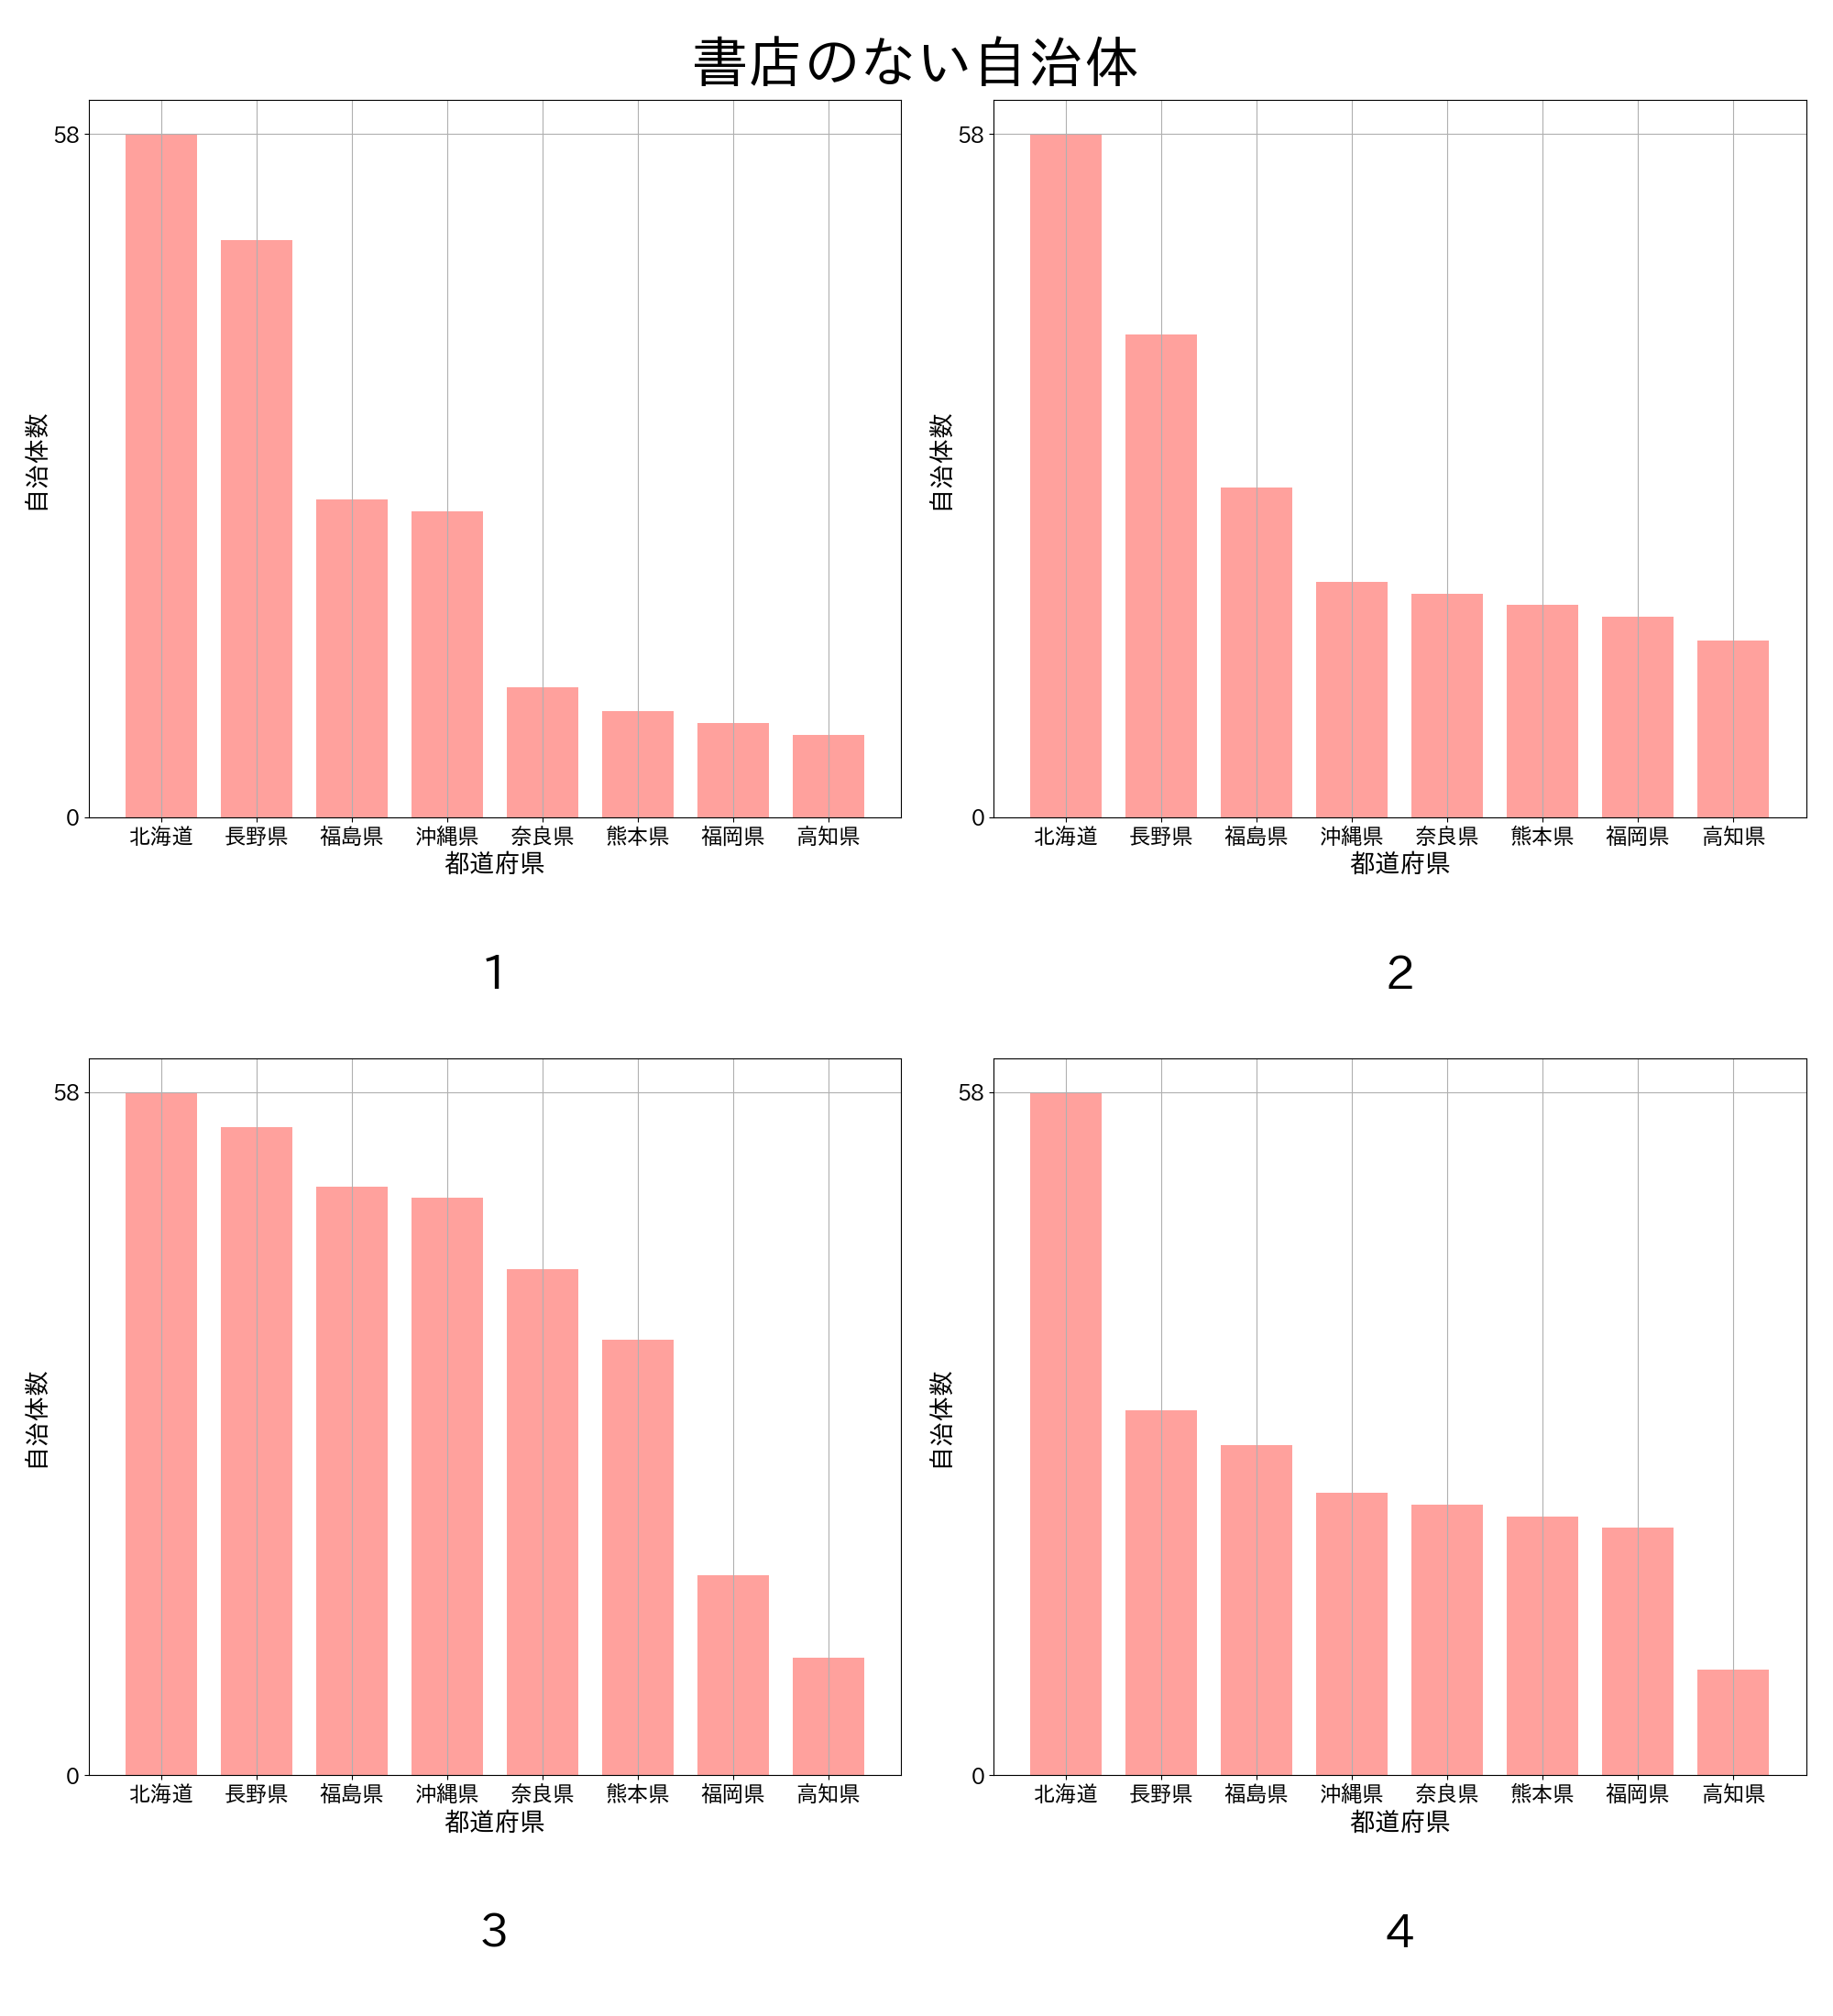 書店のない自治体
58
0
自治体数
北海道 長野県 福島県 沖縄県 奈良県 熊本県 福岡県 高知県
都道府県
1
58
0
自治体数
北海道 長野県 福島県 沖縄県 奈良県 熊本県 福岡県 高知県
都道府県
2
58
0
自治体数
北海道 長野県 福島県 沖縄県 奈良県 熊本県 福岡県 高知県
都道府県
3
58
0
自治体数
北海道 長野県 福島県 沖縄県 奈良県 熊本県 福岡県 高知県
都道府県
4